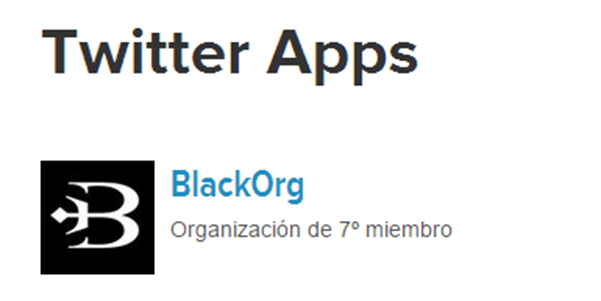 Twitter Apps
B
BlackOrg
Organización de 7º miembro